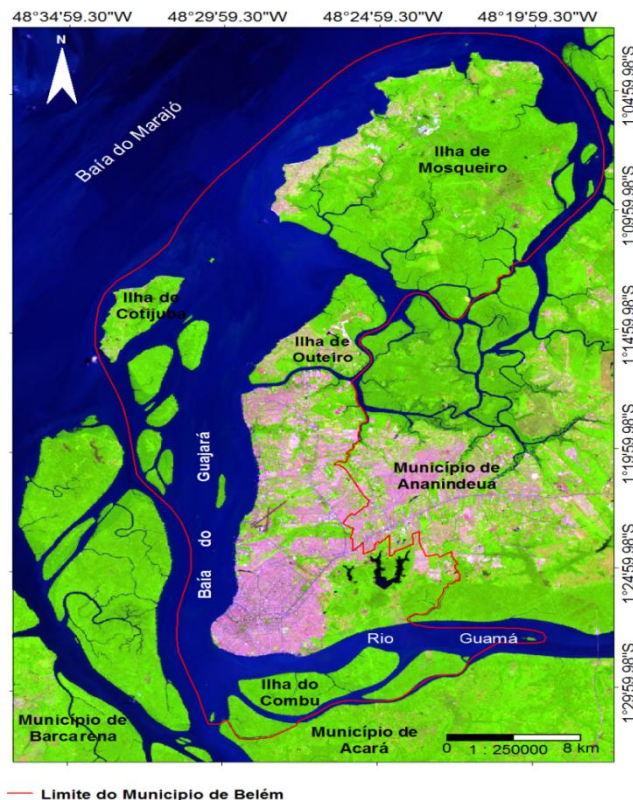 48°34'59.30"W 48°29'59.30"W 48°24'59.30"W 48°19'59.30"W
N
1°04'59.98"S
Baía do Marajó
Ilha de
Mosqueiro
1°09'59.98"S
Ilha de
Cotijuba
1°14'59.98"S
Ilha de
Outeiro
1°19'59.98"S
Baía do Guajará
Município de
Ananindeua
1°24'59.98"S
Rio Guamá
Ilha do
Combu
1°29'59.98"S
Município de
Barcarena
Município de
Acará
0 1 : 250000 8 km
Limite do Municipio de Belém